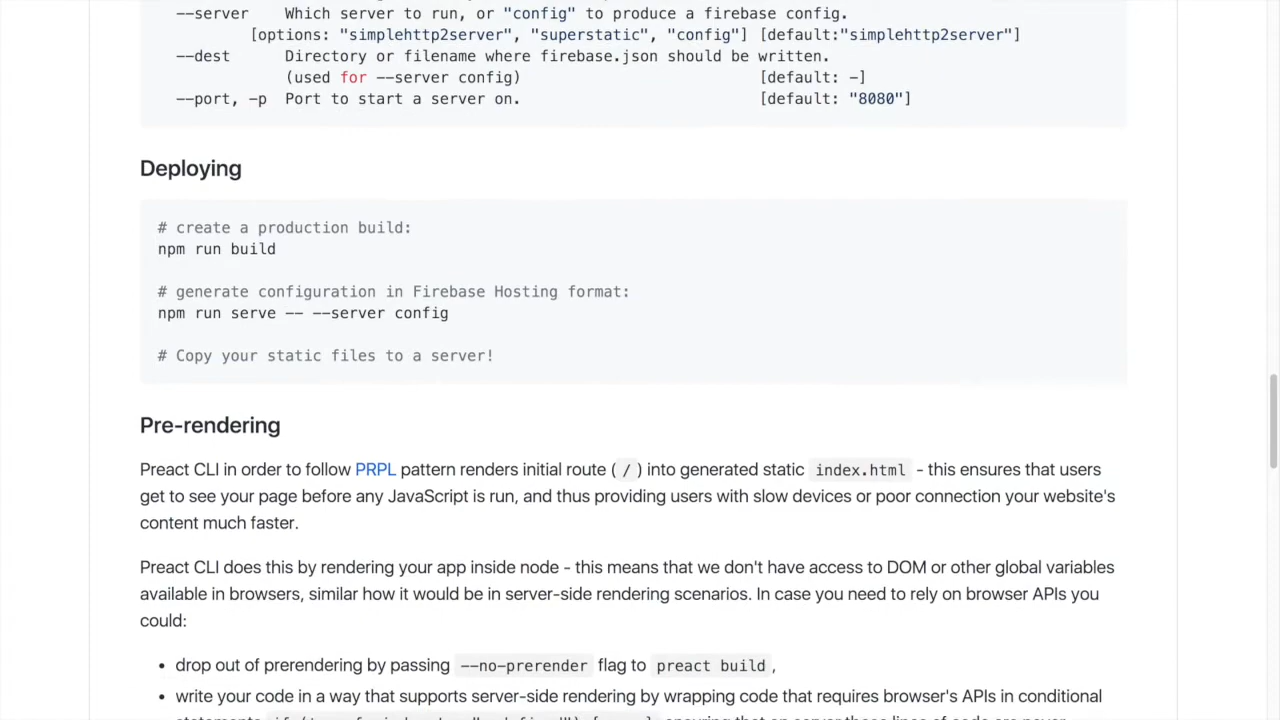 --server Which server to run, or "config" to produce a firebase config.
[options: "simplehttp2server", "superstatic", "config"] [default:"simplehttp2server"]
--dest Directory or filename where firebase.json should be written.
(used for --server config) [default: -]
--port, -p Port to start a server on. [default: "8080"]
Deploying
# create a production build:
npm run build
# generate configuration in Firebase Hosting format:
npm run serve -- --server config
# Copy your static files to a server!
Pre-rendering
Preact CLI in order to follow PRPL pattern renders initial route ( / ) into generated static index.html - this ensures that users
get to see your page before any JavaScript is run, and thus providing users with slow devices or poor connection your website's
content much faster.
Preact CLI does this by rendering your app inside node - this means that we don't have access to DOM or other global variables
available in browsers, similar how it would be in server-side rendering scenarios. In case you need to rely on browser APIs you
could:
• drop out of prerendering by passing --no-prerender flag to preact build ,
• write your code in a way that supports server-side rendering by wrapping code that requires browser's APIs in conditional